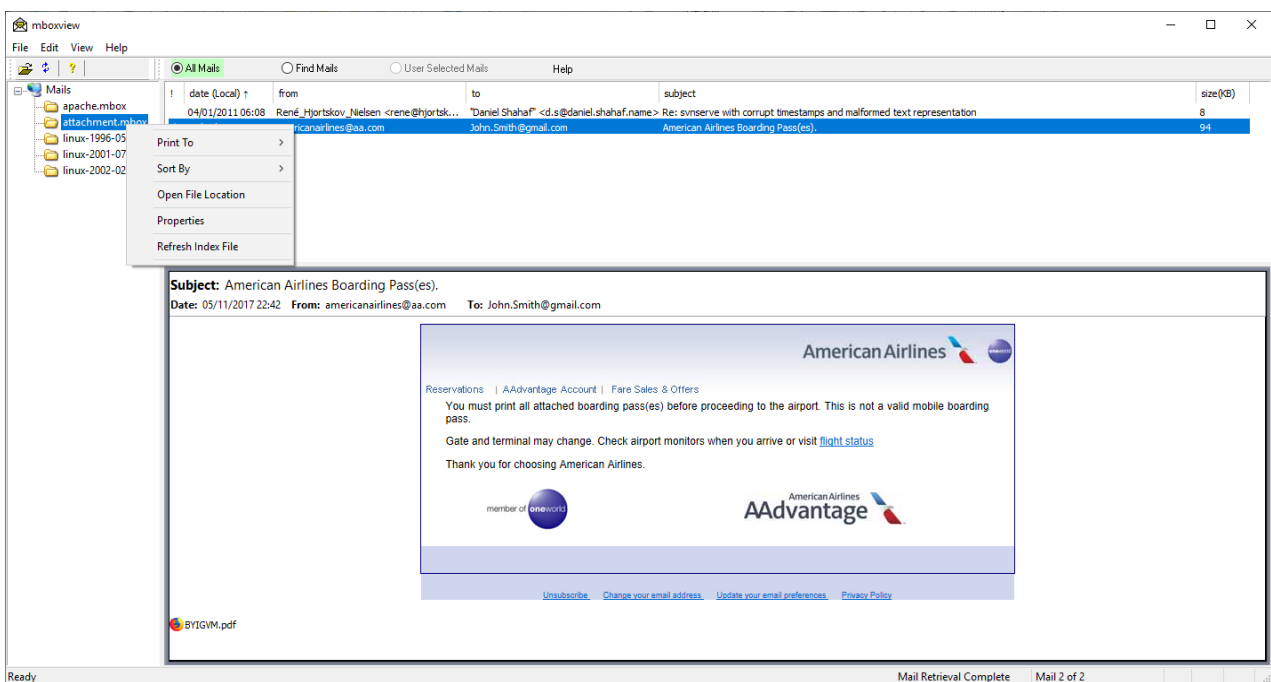 mboxview
File Edit View Help
All Mails Find Mails User Selected Mails Help
Mails
apache.mbox
attachment.mbox
linux-1996-05
linux-2001-07
linux-2002-02
! date (Local) ↑ from to subject size(KB)
04/01/2011 06:08 René_Hjortskov_Nielsen <rene@hjortsk... "Daniel Shahaf" <d.s@daniel.shahaf.name> Re: svnserve with corrupt timestamps and malformed text representation 8
ricanairlines@aa.com John.Smith@gmail.com American Airlines Boarding Pass(es). 94
Print To >
Sort By >
Open File Location
Properties
Refresh Index File
Subject: American Airlines Boarding Pass(es).
Date: 05/11/2017 22:42 From: americanairlines@aa.com To: John.Smith@gmail.com
American Airlines oneworld
Reservations | AAdvantage Account | Fare Sales & Offers
You must print all attached boarding pass(es) before proceeding to the airport. This is not a valid mobile boarding
pass.
Gate and terminal may change. Check airport monitors when you arrive or visit flight status
Thank you for choosing American Airlines.
member of oneworld
American Airlines
AAdvantage
Unsubscribe Change your email address Update your email preferences Privacy Policy
BYIGVM.pdf
Ready Mail Retrieval Complete Mail 2 of 2